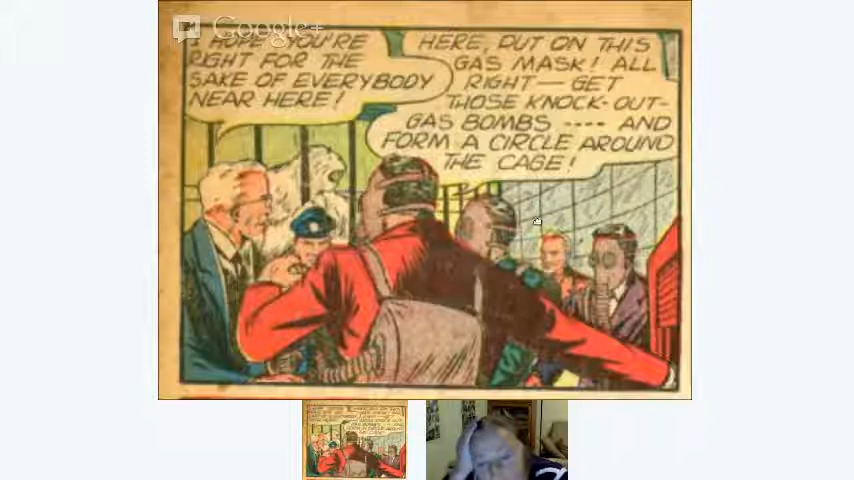 Google+
I HOPE YOU'RE
RIGHT FOR THE
SAKE OF EVERYBODY
NEAR HERE!
HERE, PUT ON THIS
GAS MASK! ALL
RIGHT— GET
THOSE KNOCK-OUT-
GAS BOMBS ---- AND
FORM A CIRCLE AROUND
THE CAGE!